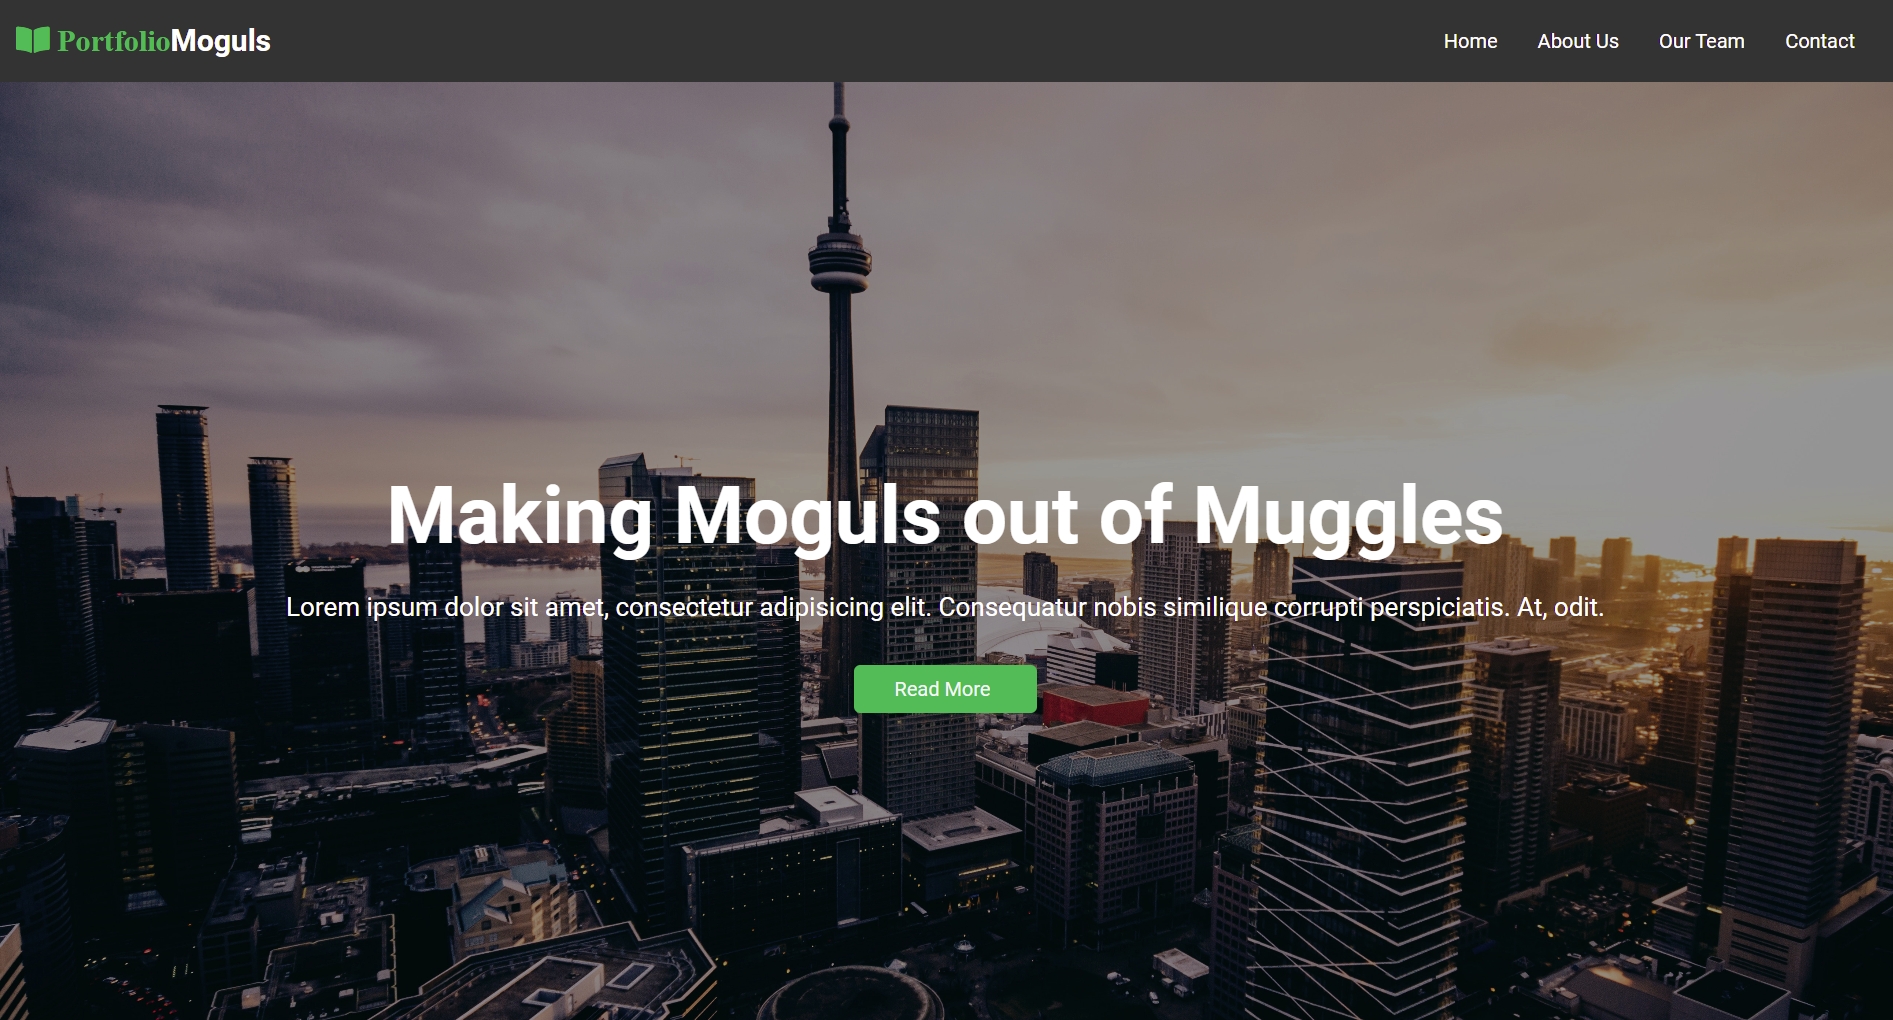 PortfolioMoguls
Home About Us Our Team Contact
Making Moguls out of Muggles
Lorem ipsum dolor sit amet, consectetur adipisicing elit. Consequatur nobis similique corrupti perspiciatis. At, odit.
Read More